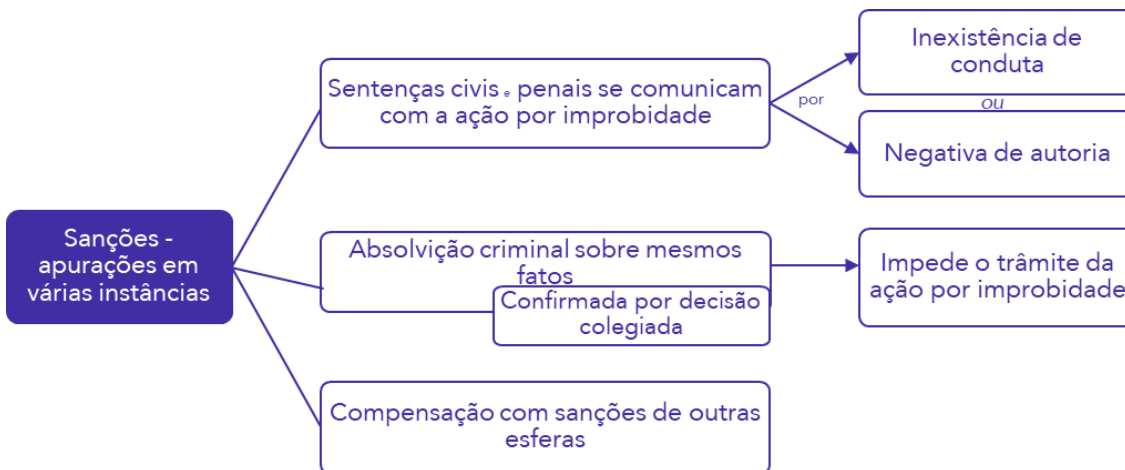 Inexistência de
conduta
Sentenças civis e penais se comunicam
com a ação por improbidade
por
ou
Negativa de autoria
Sanções -
apurações em
várias instâncias
Absolvição criminal sobre mesmos
fatos
Confirmada por decisão
colegiada
Impede o trâmite da
ação por improbidade
Compensação com sanções de outras
esferas